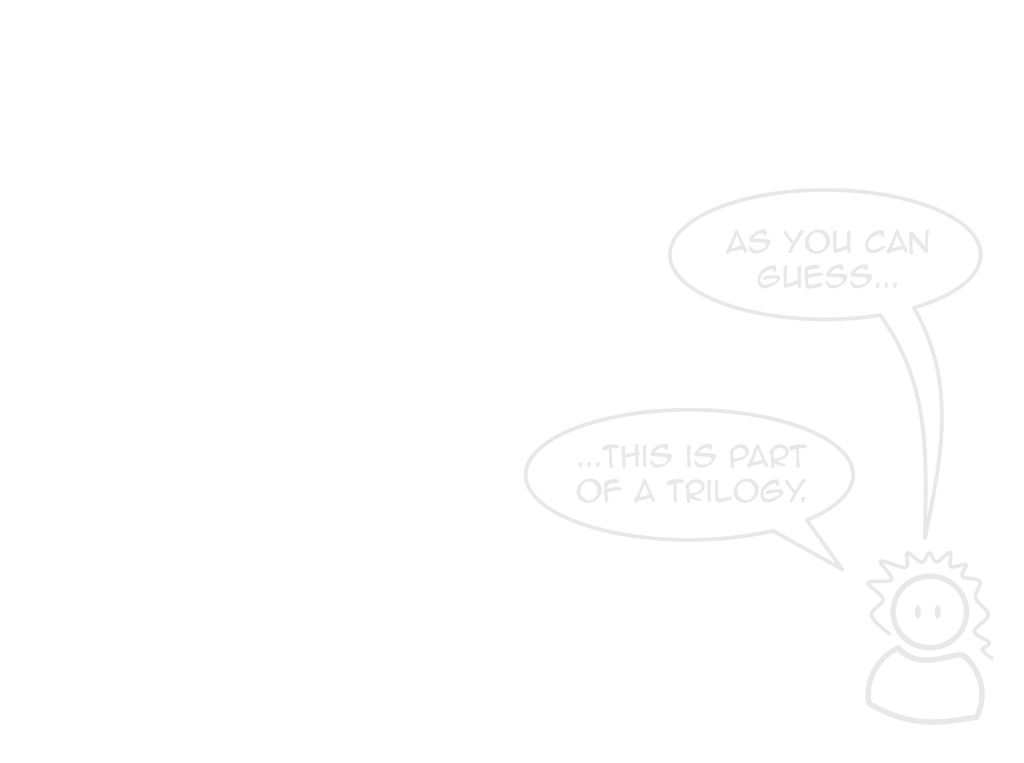 AS YOU CAN
GUESS...
...THIS IS PART
OF A TRILOGY.